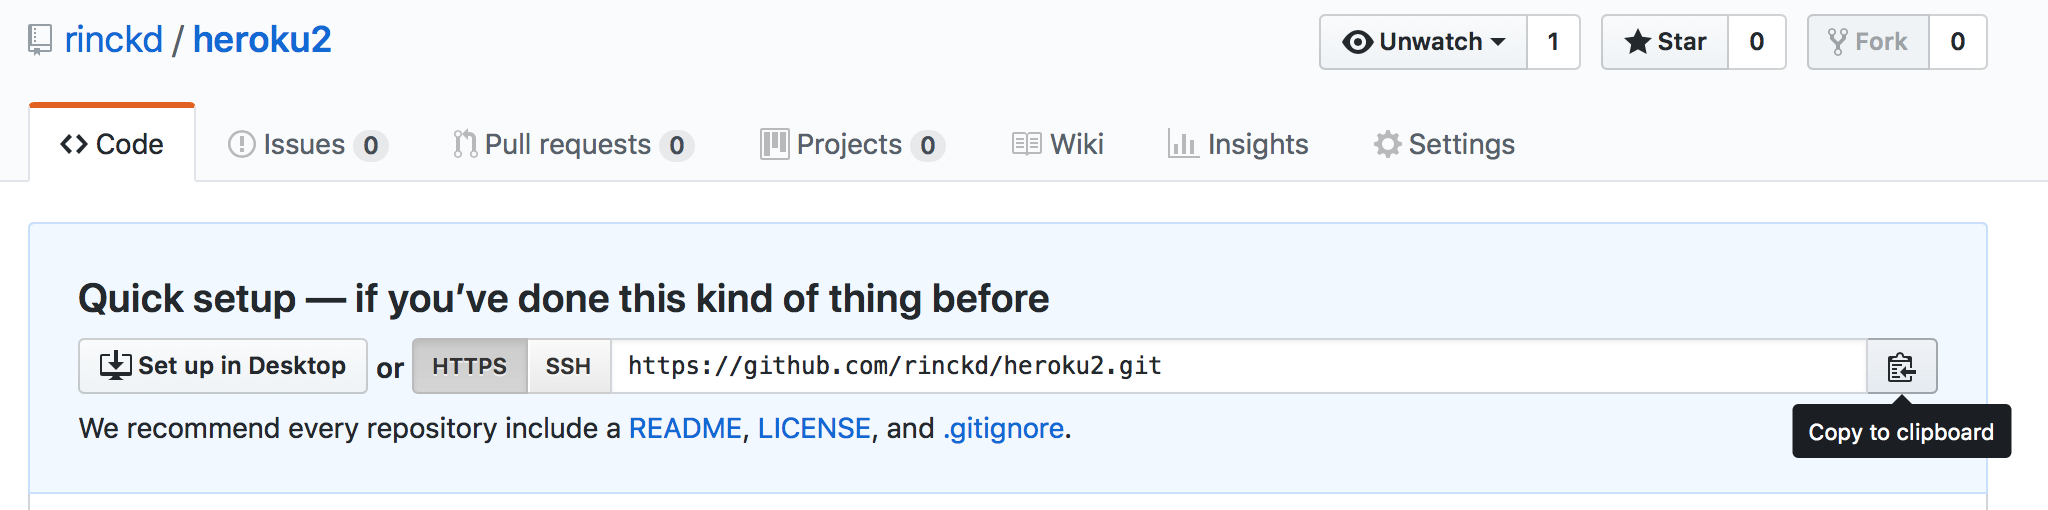 rinckd / heroku2
Unwatch 1 Star 0 Fork 0
Code Issues 0 Pull requests 0 Projects 0 Wiki Insights Settings
Quick setup — if you’ve done this kind of thing before
Set up in Desktop or HTTPS SSH https://github.com/rinckd/heroku2.git
We recommend every repository include a README, LICENSE, and .gitignore.
Copy to clipboard